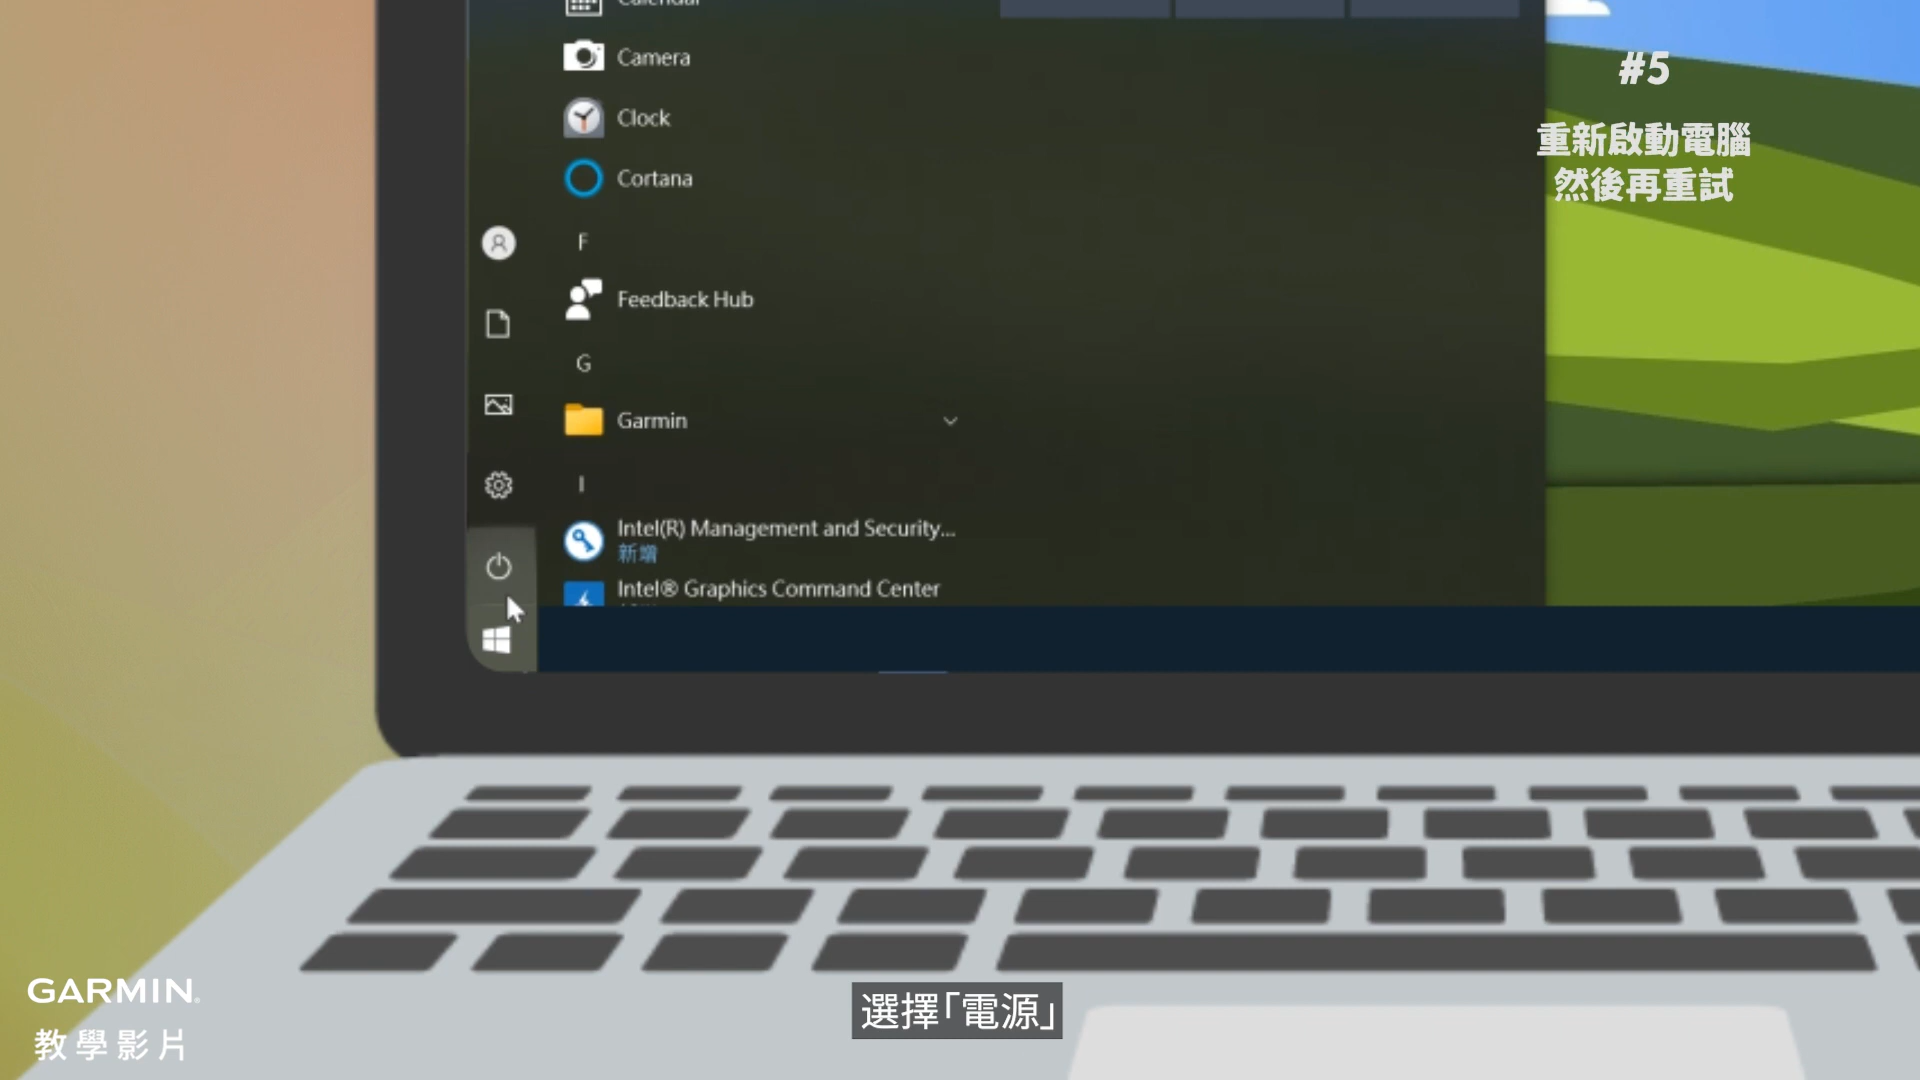 Calendar
Camera
Clock
Cortana
F
Feedback Hub
G
Garmin
I
Intel(R) Management and Security...
新增
Intel® Graphics Command Center
#5
重新啟動電腦
然後再重試
選擇「電源」
GARMIN®
教學影片